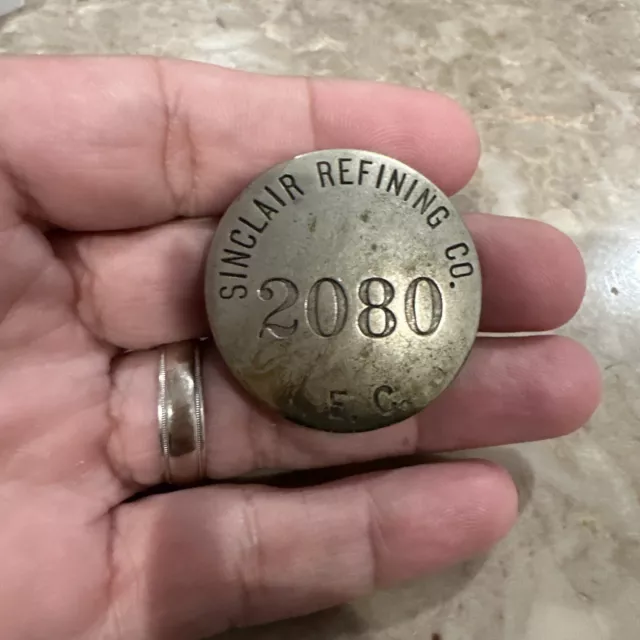 SINCLAIR REFINING CO.
2080
E. C.